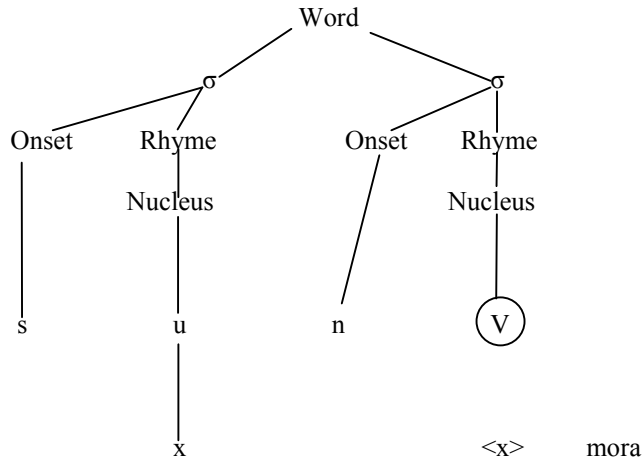 Word
σ σ
Onset Rhyme Onset Rhyme
Nucleus Nucleus
s u n V
x <x> mora